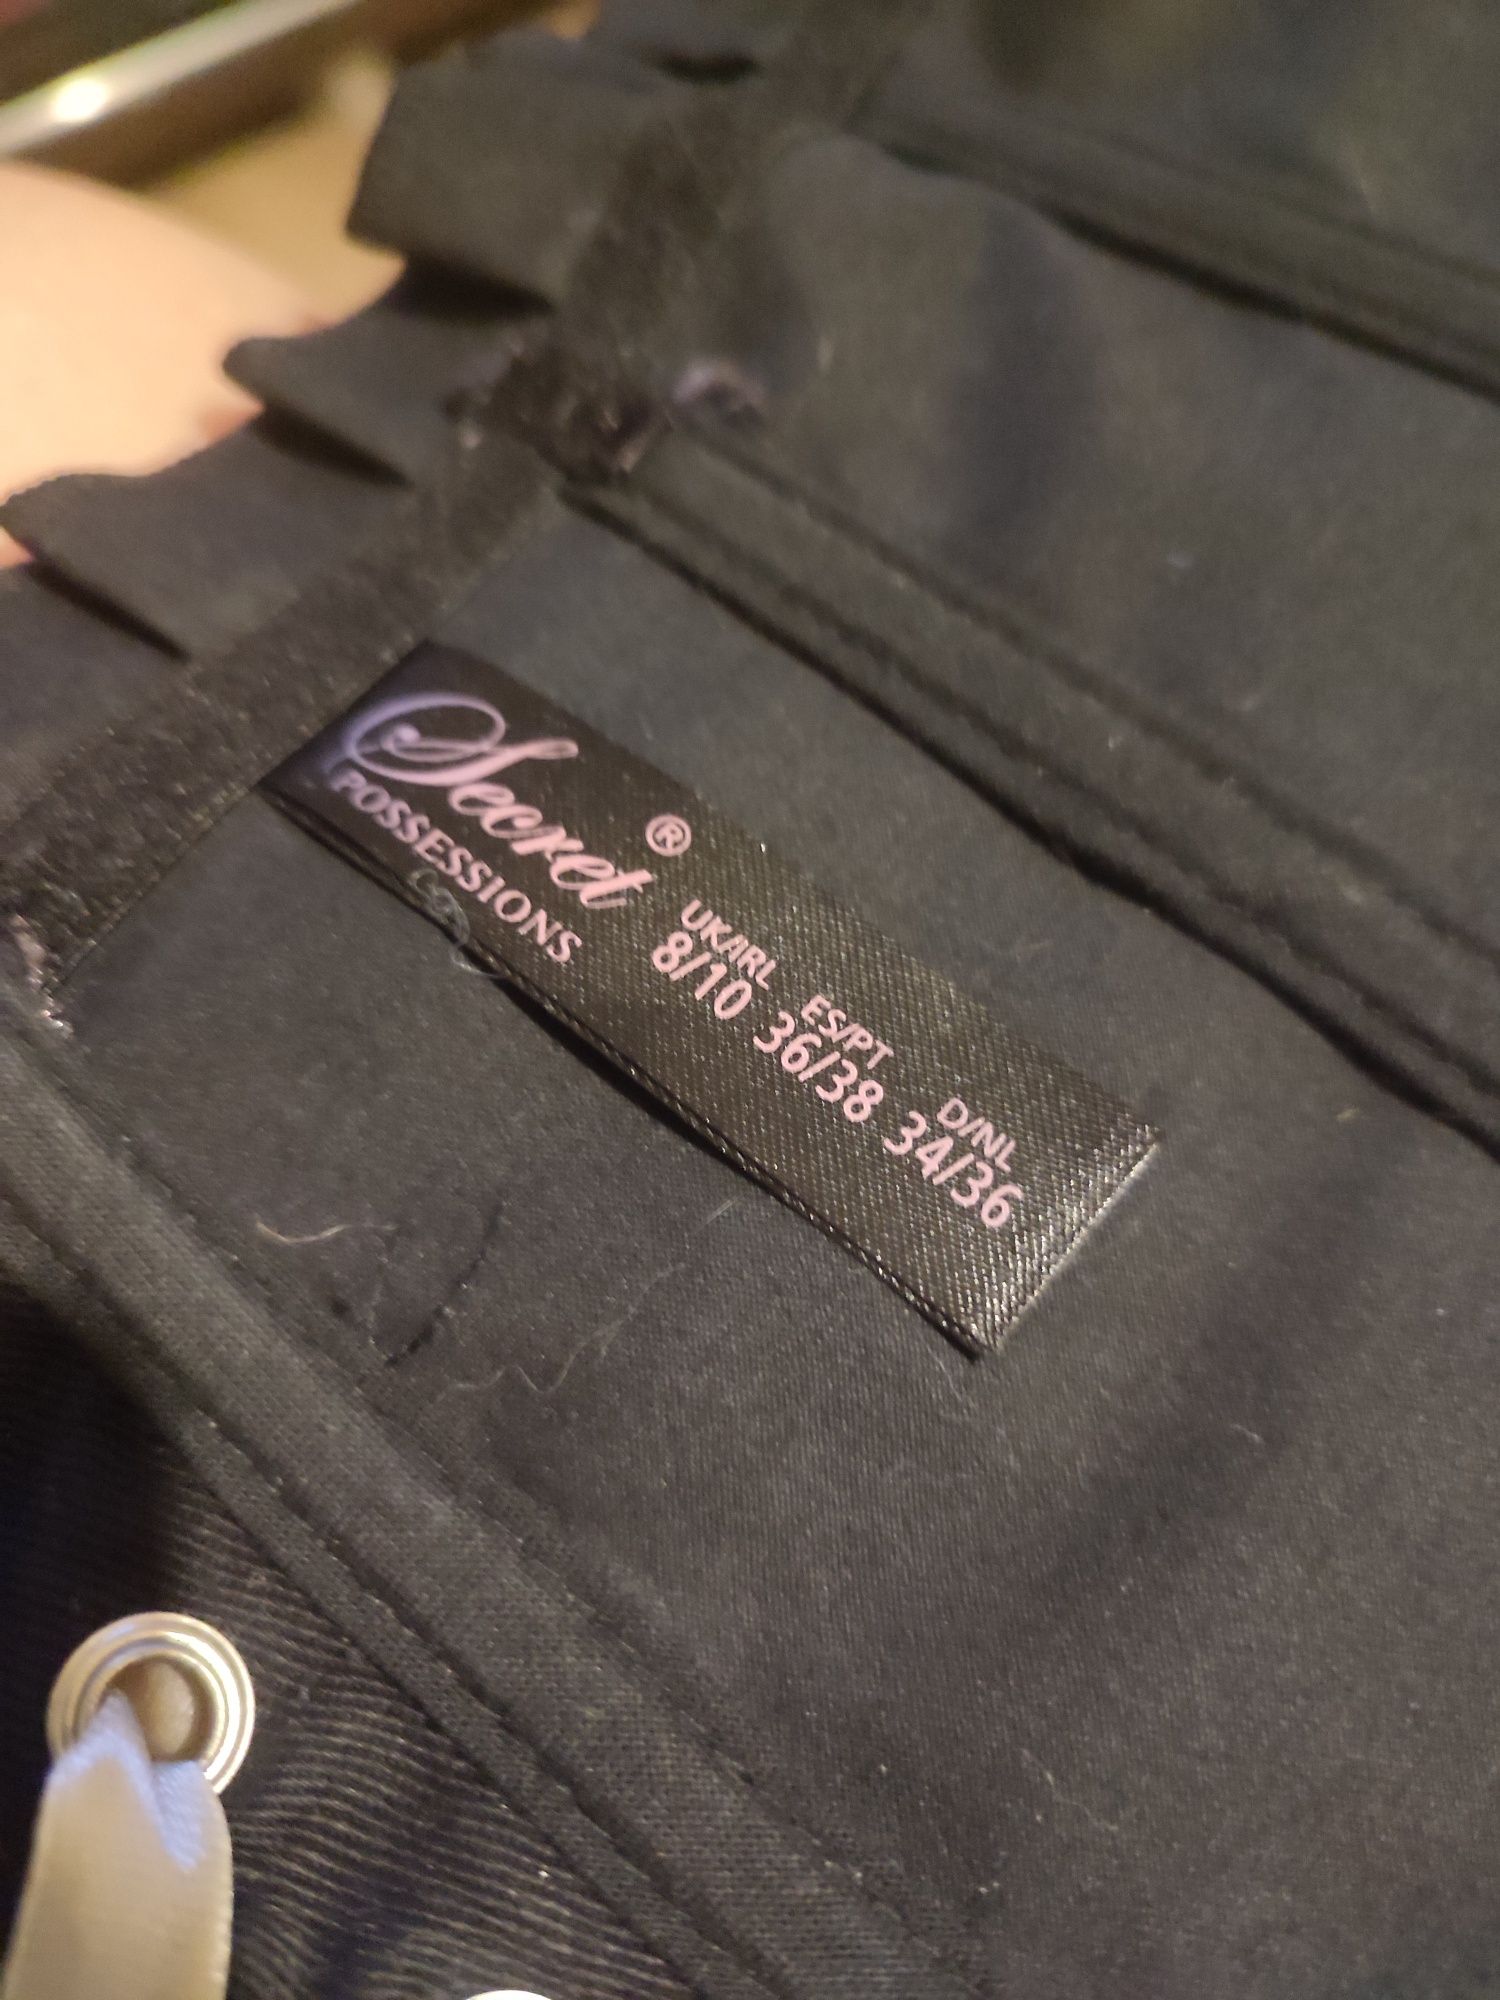 Secret ®
POSSESSIONS
UK/IRL ES/PT D/NL
8/10 36/38 34/36